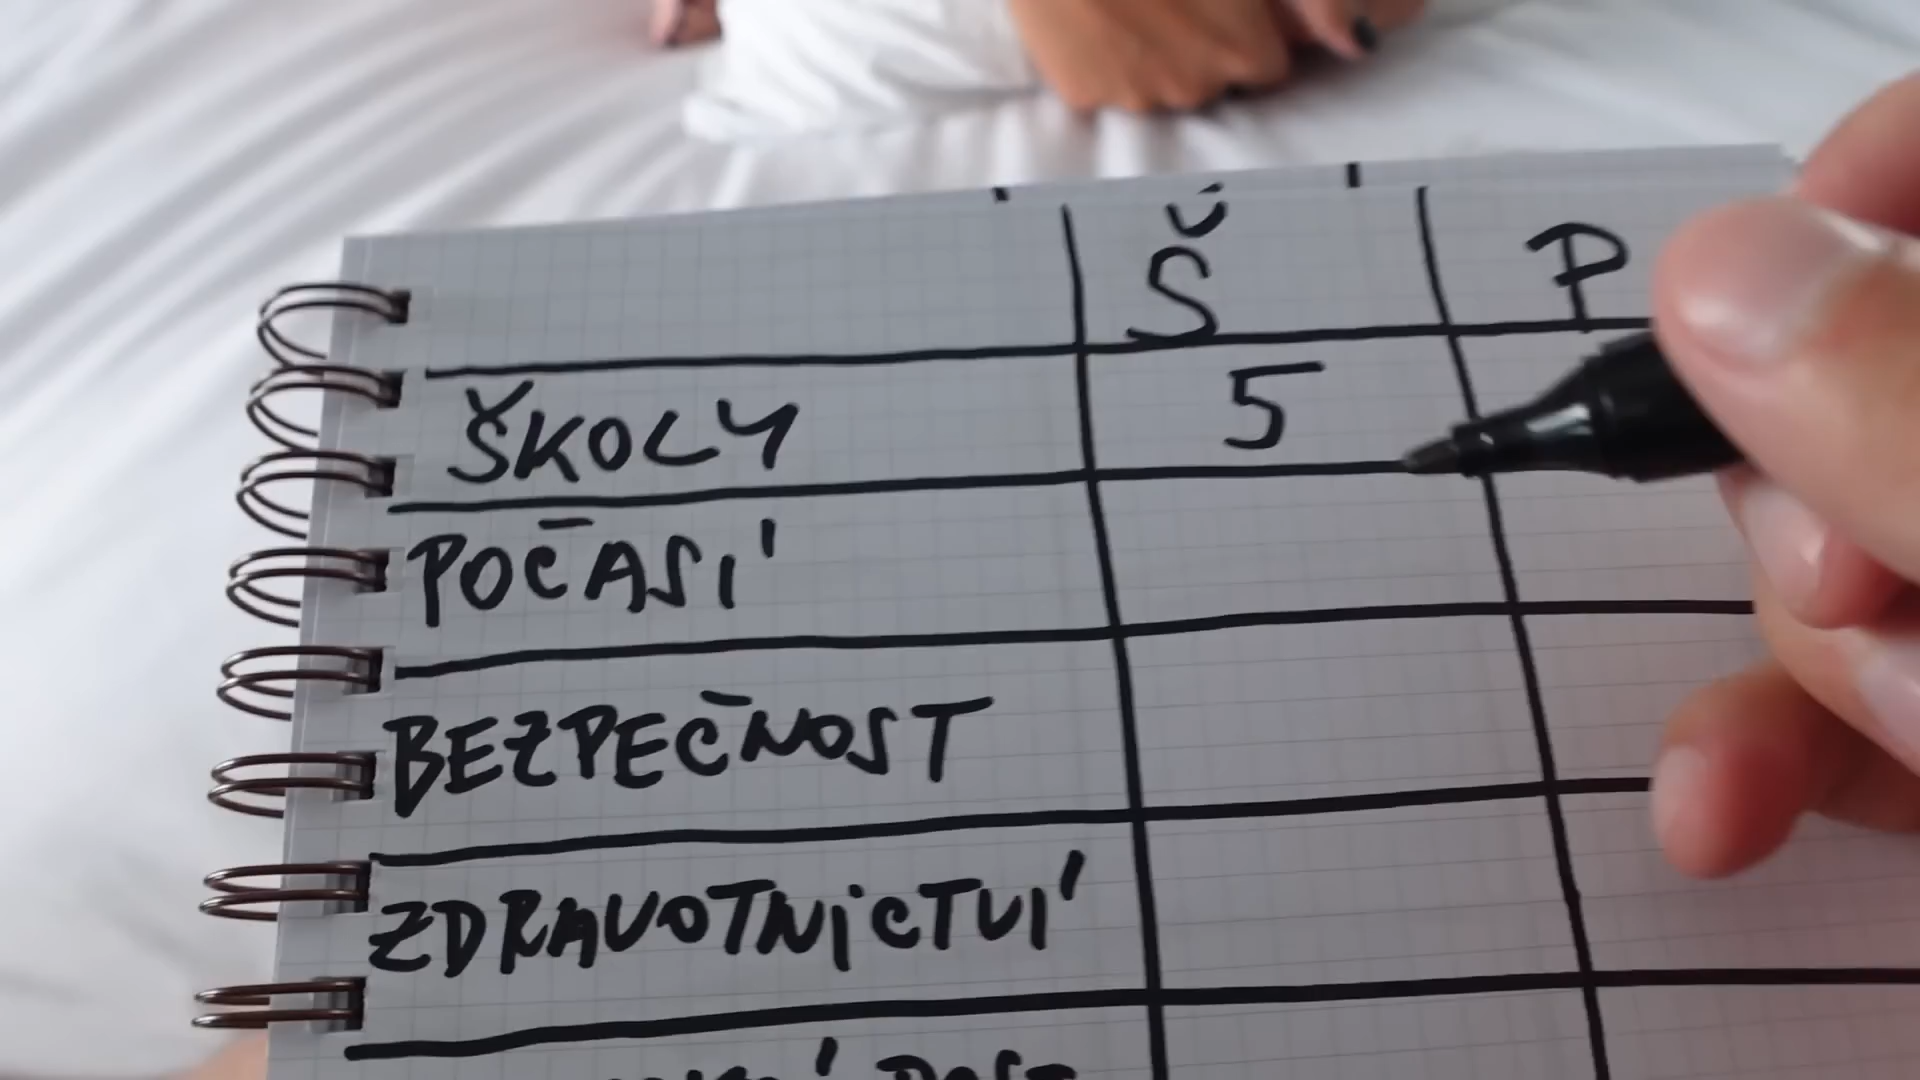 Š P
ŠKOLY 5
POČASÍ
BEZPEČNOST
ZDRAVOTNICTVÍ